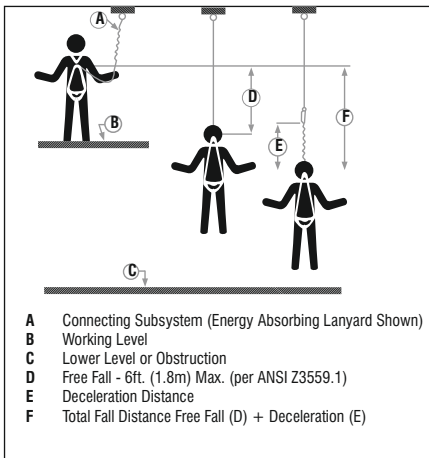 A
B
D
F
E
C
A Connecting Subsystem (Energy Absorbing Lanyard Shown)
B Working Level
C Lower Level or Obstruction
D Free Fall - 6ft. (1.8m) Max. (per ANSI Z3559.1)
E Deceleration Distance
F Total Fall Distance Free Fall (D) + Deceleration (E)